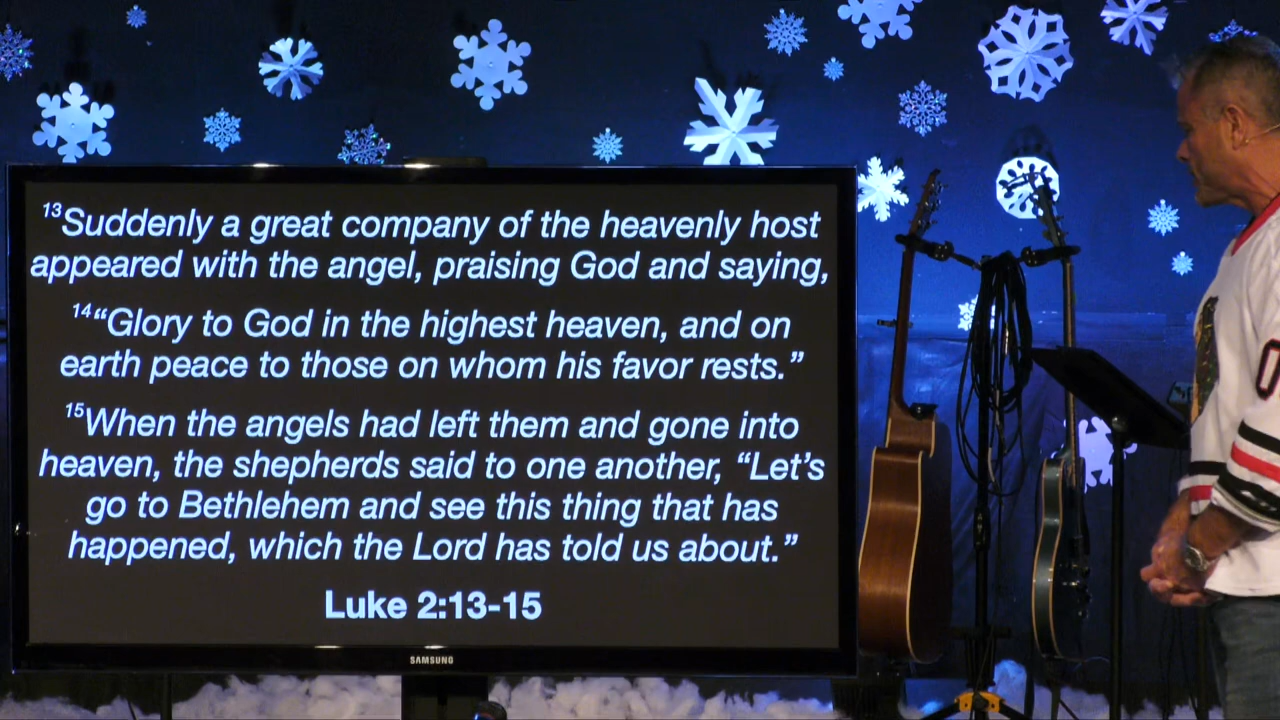 13Suddenly a great company of the heavenly host
appeared with the angel, praising God and saying,
14“Glory to God in the highest heaven, and on
earth peace to those on whom his favor rests.”
15When the angels had left them and gone into
heaven, the shepherds said to one another, “Let’s
go to Bethlehem and see this thing that has
happened, which the Lord has told us about.”
Luke 2:13-15
SAMSUNG
0